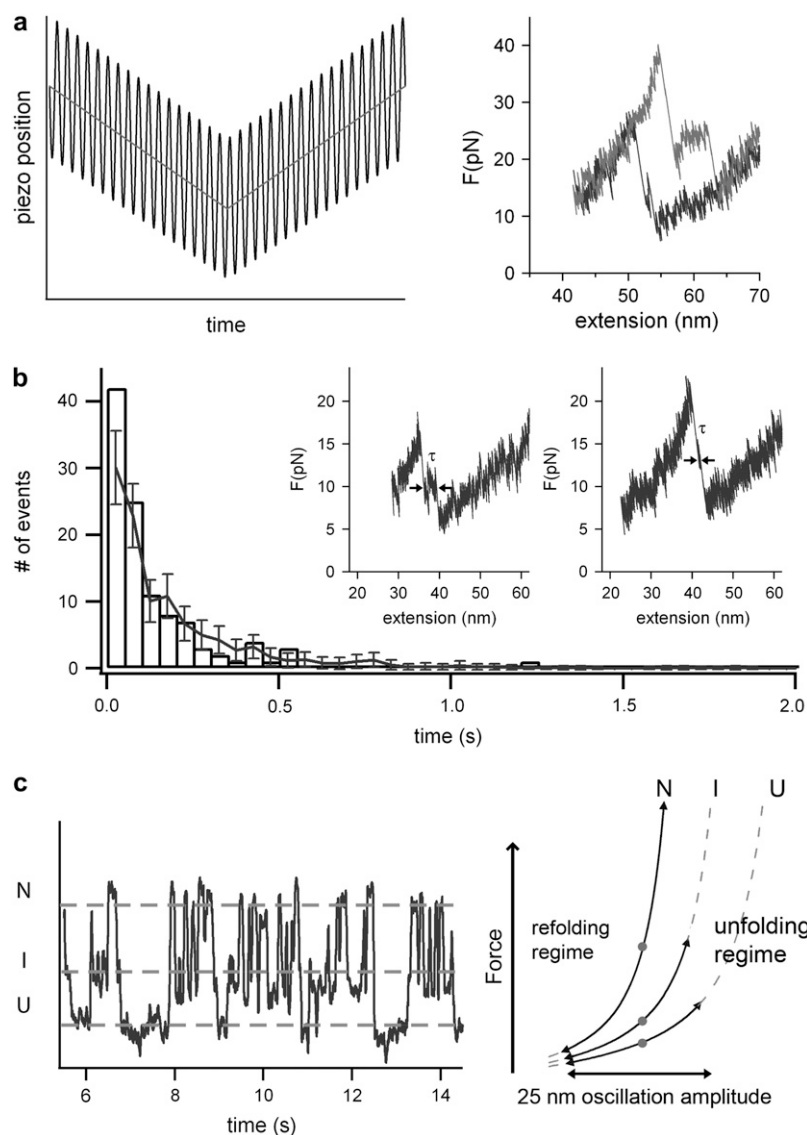 a
piezo position
time
F(pN)
40
30
20
10
0
40 50 60 70
extension (nm)
b
# of events
40
30
20
10
0
0.0 0.5 1.0 1.5 2.0
time (s)
F(pN)
20
15
10
5
0
τ
20 30 40 50 60
extension (nm)
F(pN)
20
15
10
5
0
τ
20 30 40 50 60
extension (nm)
c
N
I
U
6 8 10 12 14
time (s)
N I U
Force
refolding
regime
unfolding
regime
25 nm oscillation amplitude